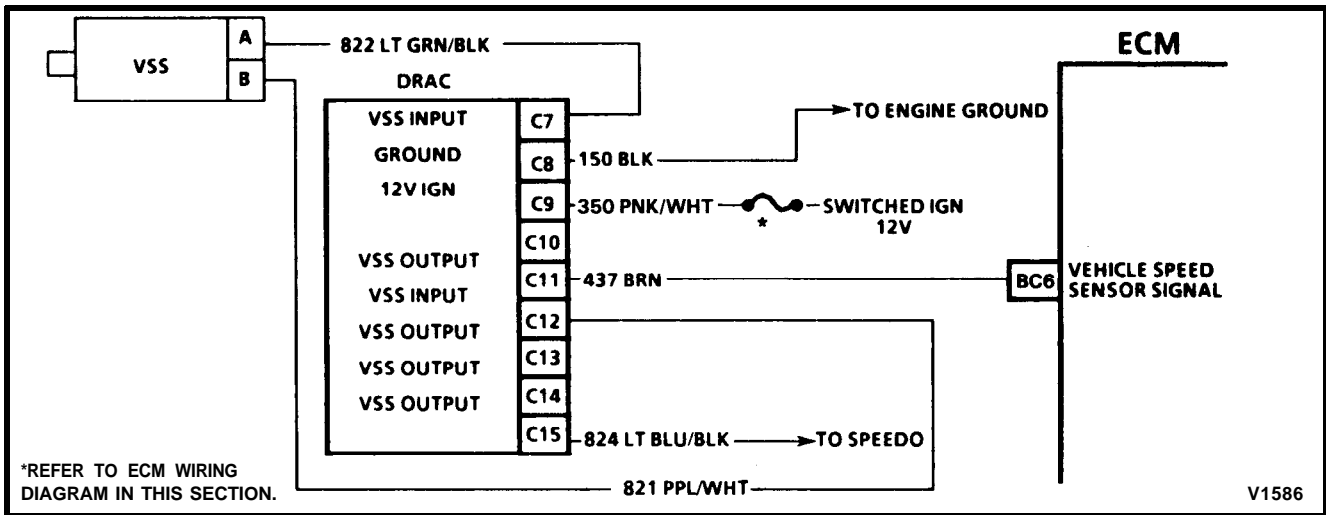 VSS
A
B
822 LT GRN/BLK
DRAC
VSS INPUT
GROUND
12V IGN
VSS OUTPUT
VSS INPUT
VSS OUTPUT
VSS OUTPUT
VSS OUTPUT
C7
C8
C9
C10
C11
C12
C13
C14
C15
150 BLK
TO ENGINE GROUND
350 PNK/WHT
*
SWITCHED IGN
12V
437 BRN
824 LT BLU/BLK
TO SPEEDO
821 PPL/WHT
ECM
BC6
VEHICLE SPEED
SENSOR SIGNAL
*REFER TO ECM WIRING
DIAGRAM IN THIS SECTION.
V1586